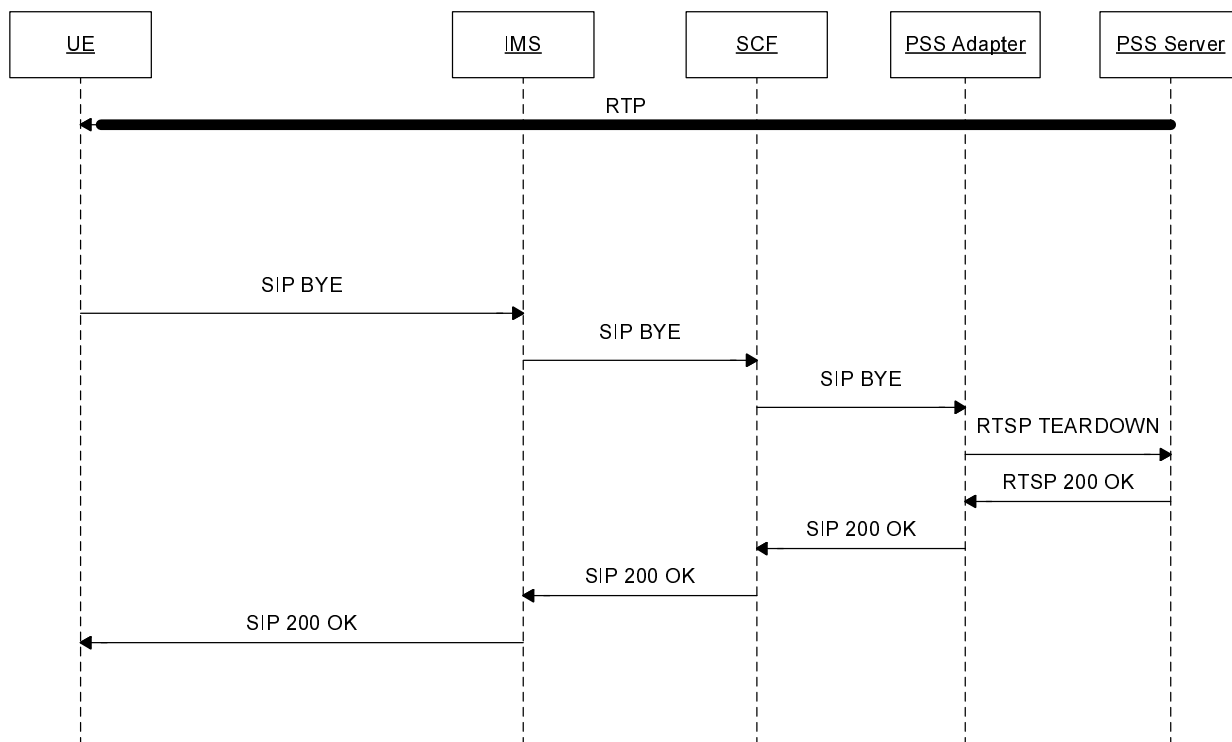 UE
IMS
SCF
PSS Adapter
PSS Server
RTP
SIP BYE
SIP BYE
SIP BYE
RTSP TEARDOWN
RTSP 200 OK
SIP 200 OK
SIP 200 OK
SIP 200 OK